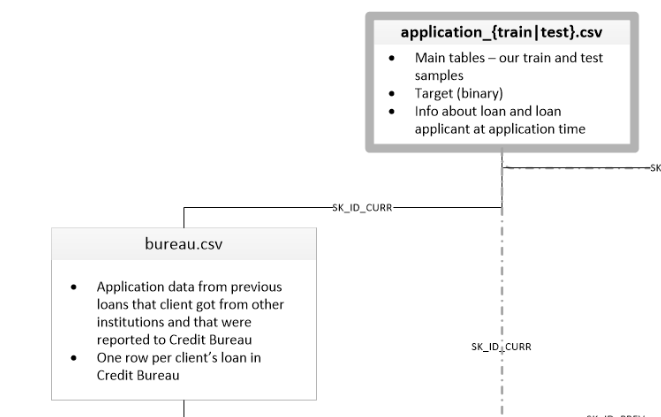 application_{train|test}.csv
• Main tables – our train and test
samples
• Target (binary)
• Info about loan and loan
applicant at application time
SK
SK_ID_CURR
bureau.csv
• Application data from previous
loans that client got from other
institutions and that were
reported to Credit Bureau
• One row per client's loan in
Credit Bureau
SK_ID_CURR